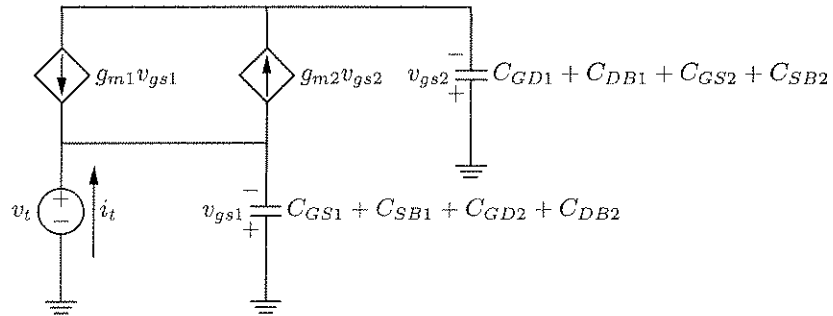 g_{m1}v_{gs1}
g_{m2}v_{gs2}
−
v_{gs2}
+
C_{GD1} + C_{DB1} + C_{GS2} + C_{SB2}
v_t
+
−
i_t
−
v_{gs1}
+
C_{GS1} + C_{SB1} + C_{GD2} + C_{DB2}